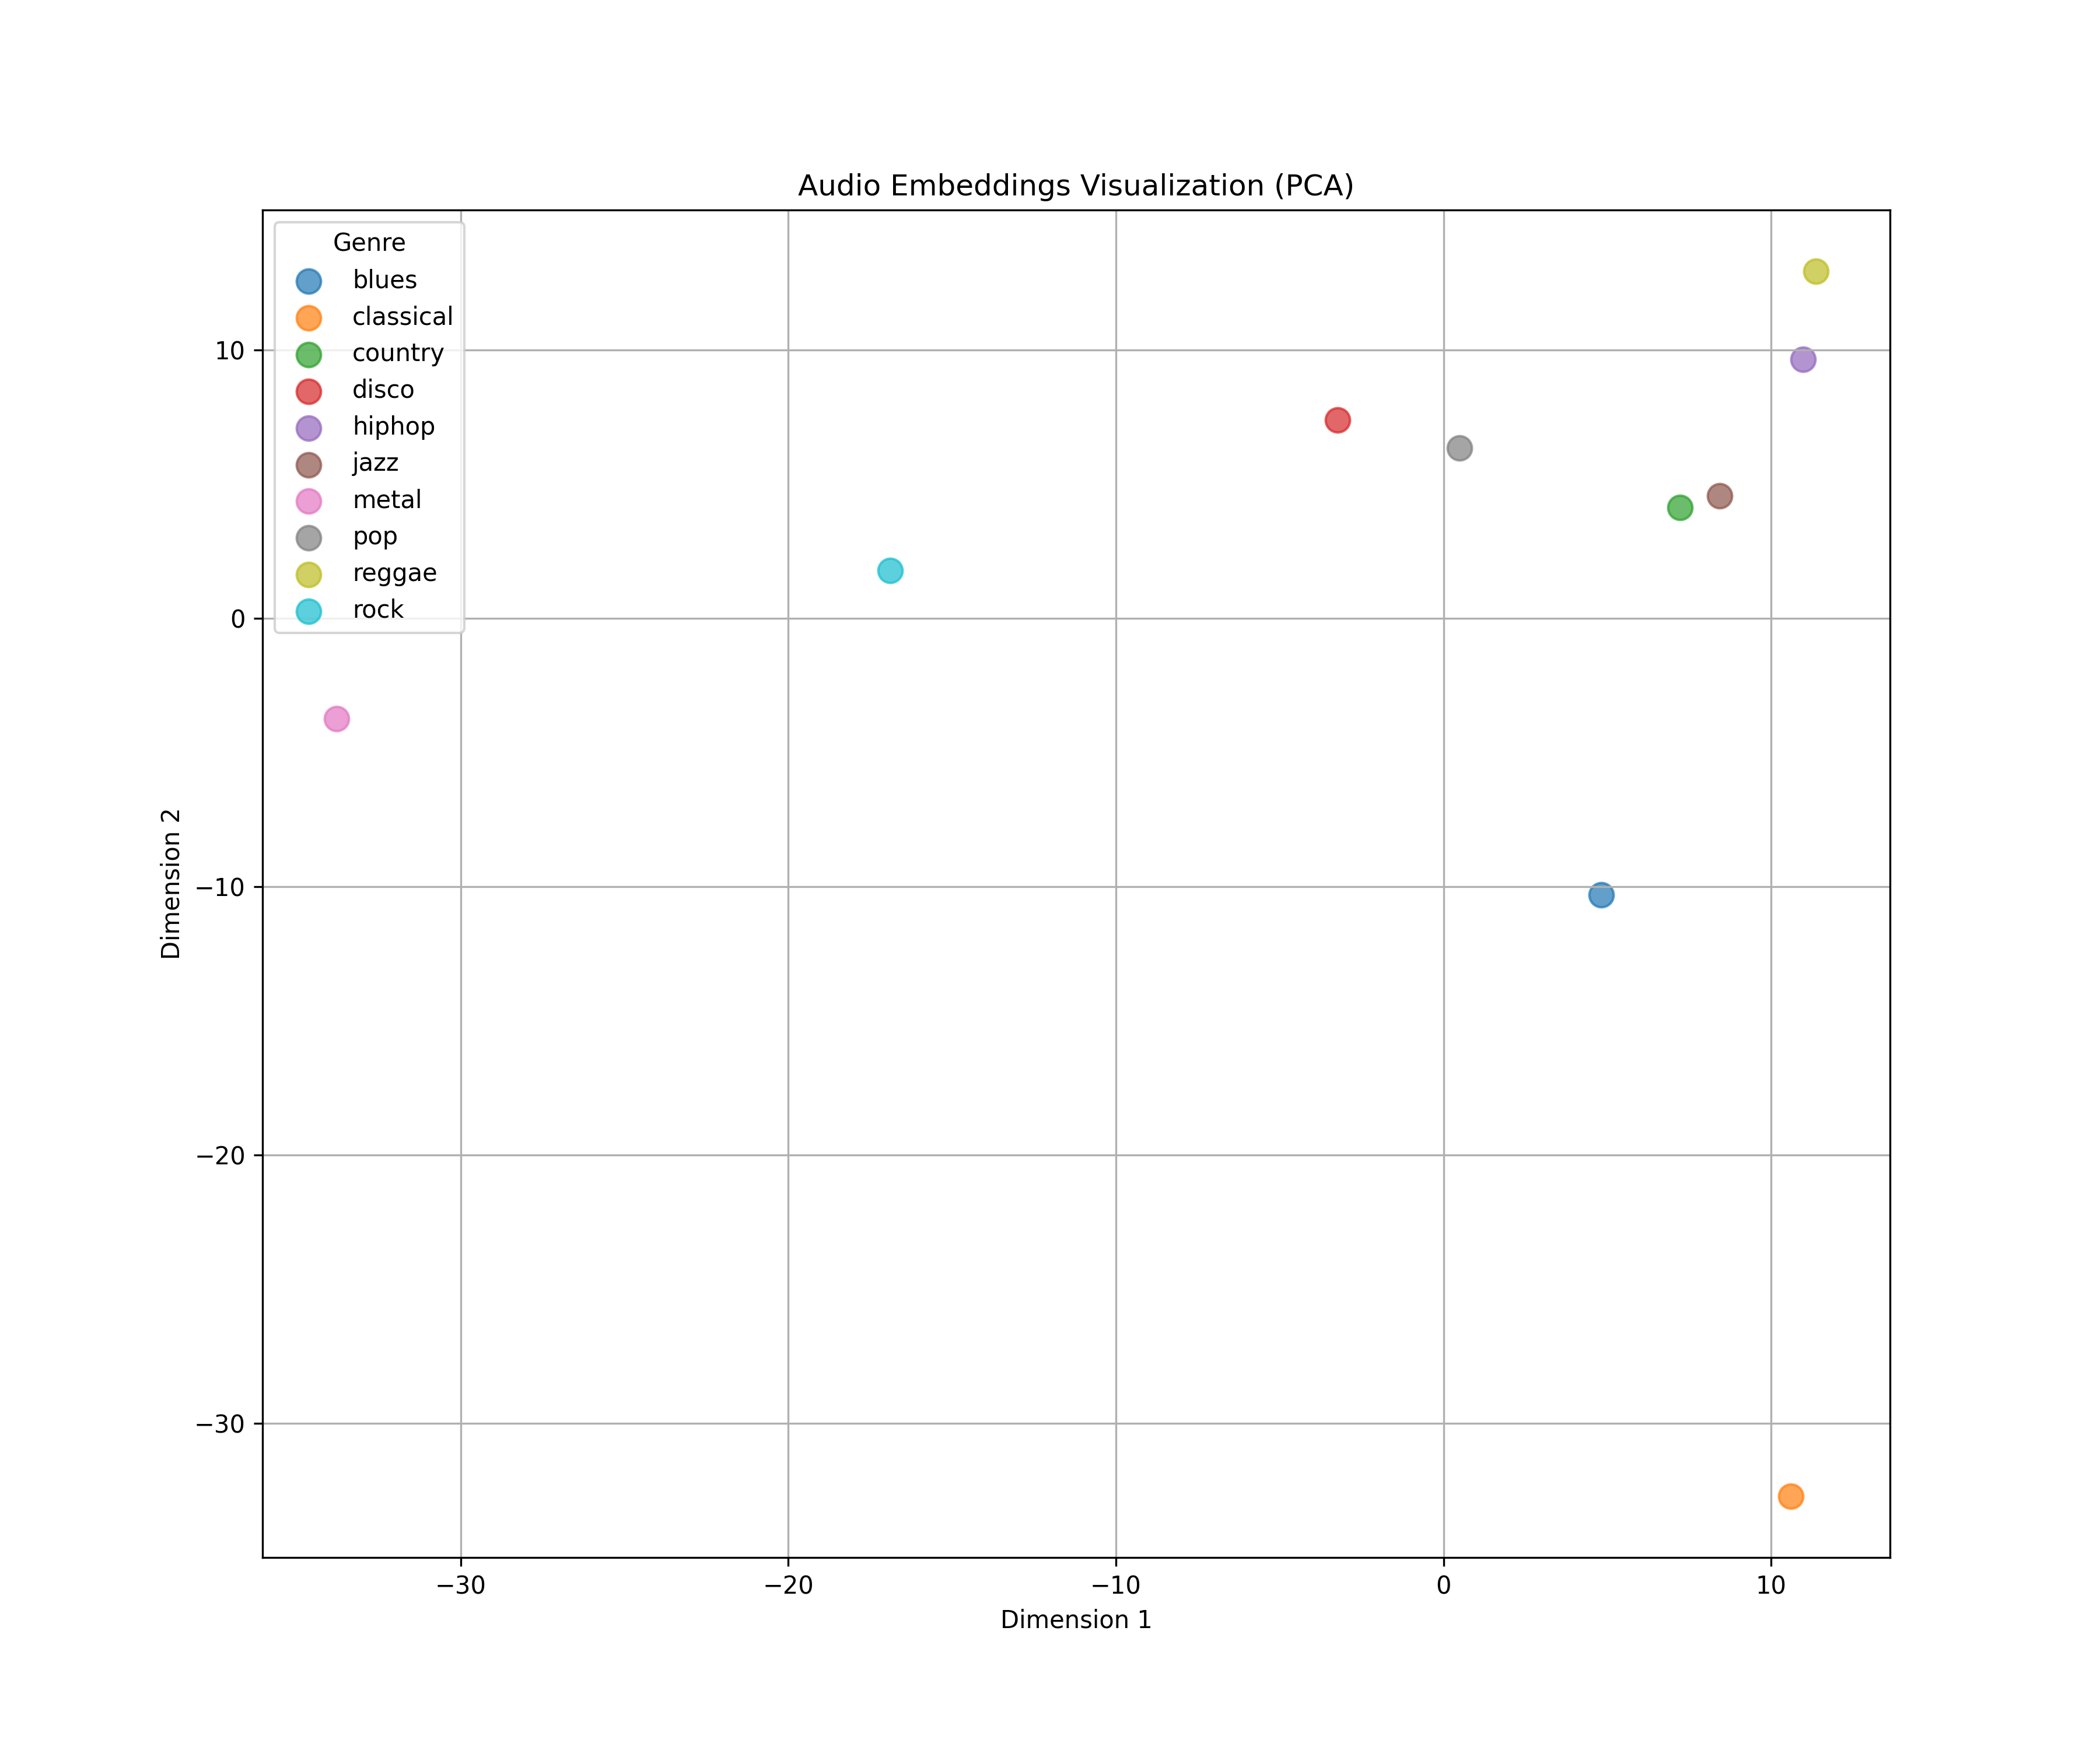 Audio Embeddings Visualization (PCA)
Genre
blues
classical
country
disco
hiphop
jazz
metal
pop
reggae
rock
10
0
−10
−20
−30
Dimension 2
−30
−20
−10
0
10
Dimension 1